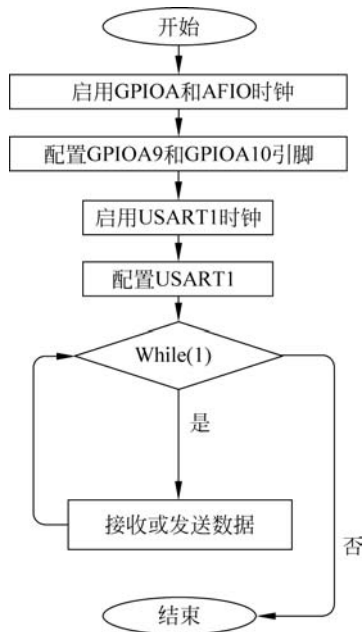 开始
启用GPIOA和AFIO时钟
配置GPIOA9和GPIOA10引脚
启用USART1时钟
配置USART1
While(1)
是
接收或发送数据
否
结束